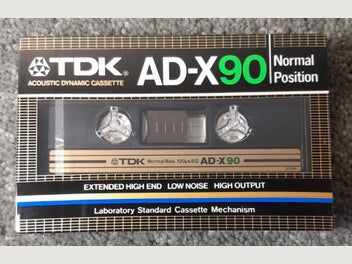 TDK AD-X90 Normal Position
ACOUSTIC DYNAMIC CASSETTE
TDK Normal Bias 120µs EQ AD-X90
EXTENDED HIGH END LOW NOISE HIGH OUTPUT
Laboratory Standard Cassette Mechanism